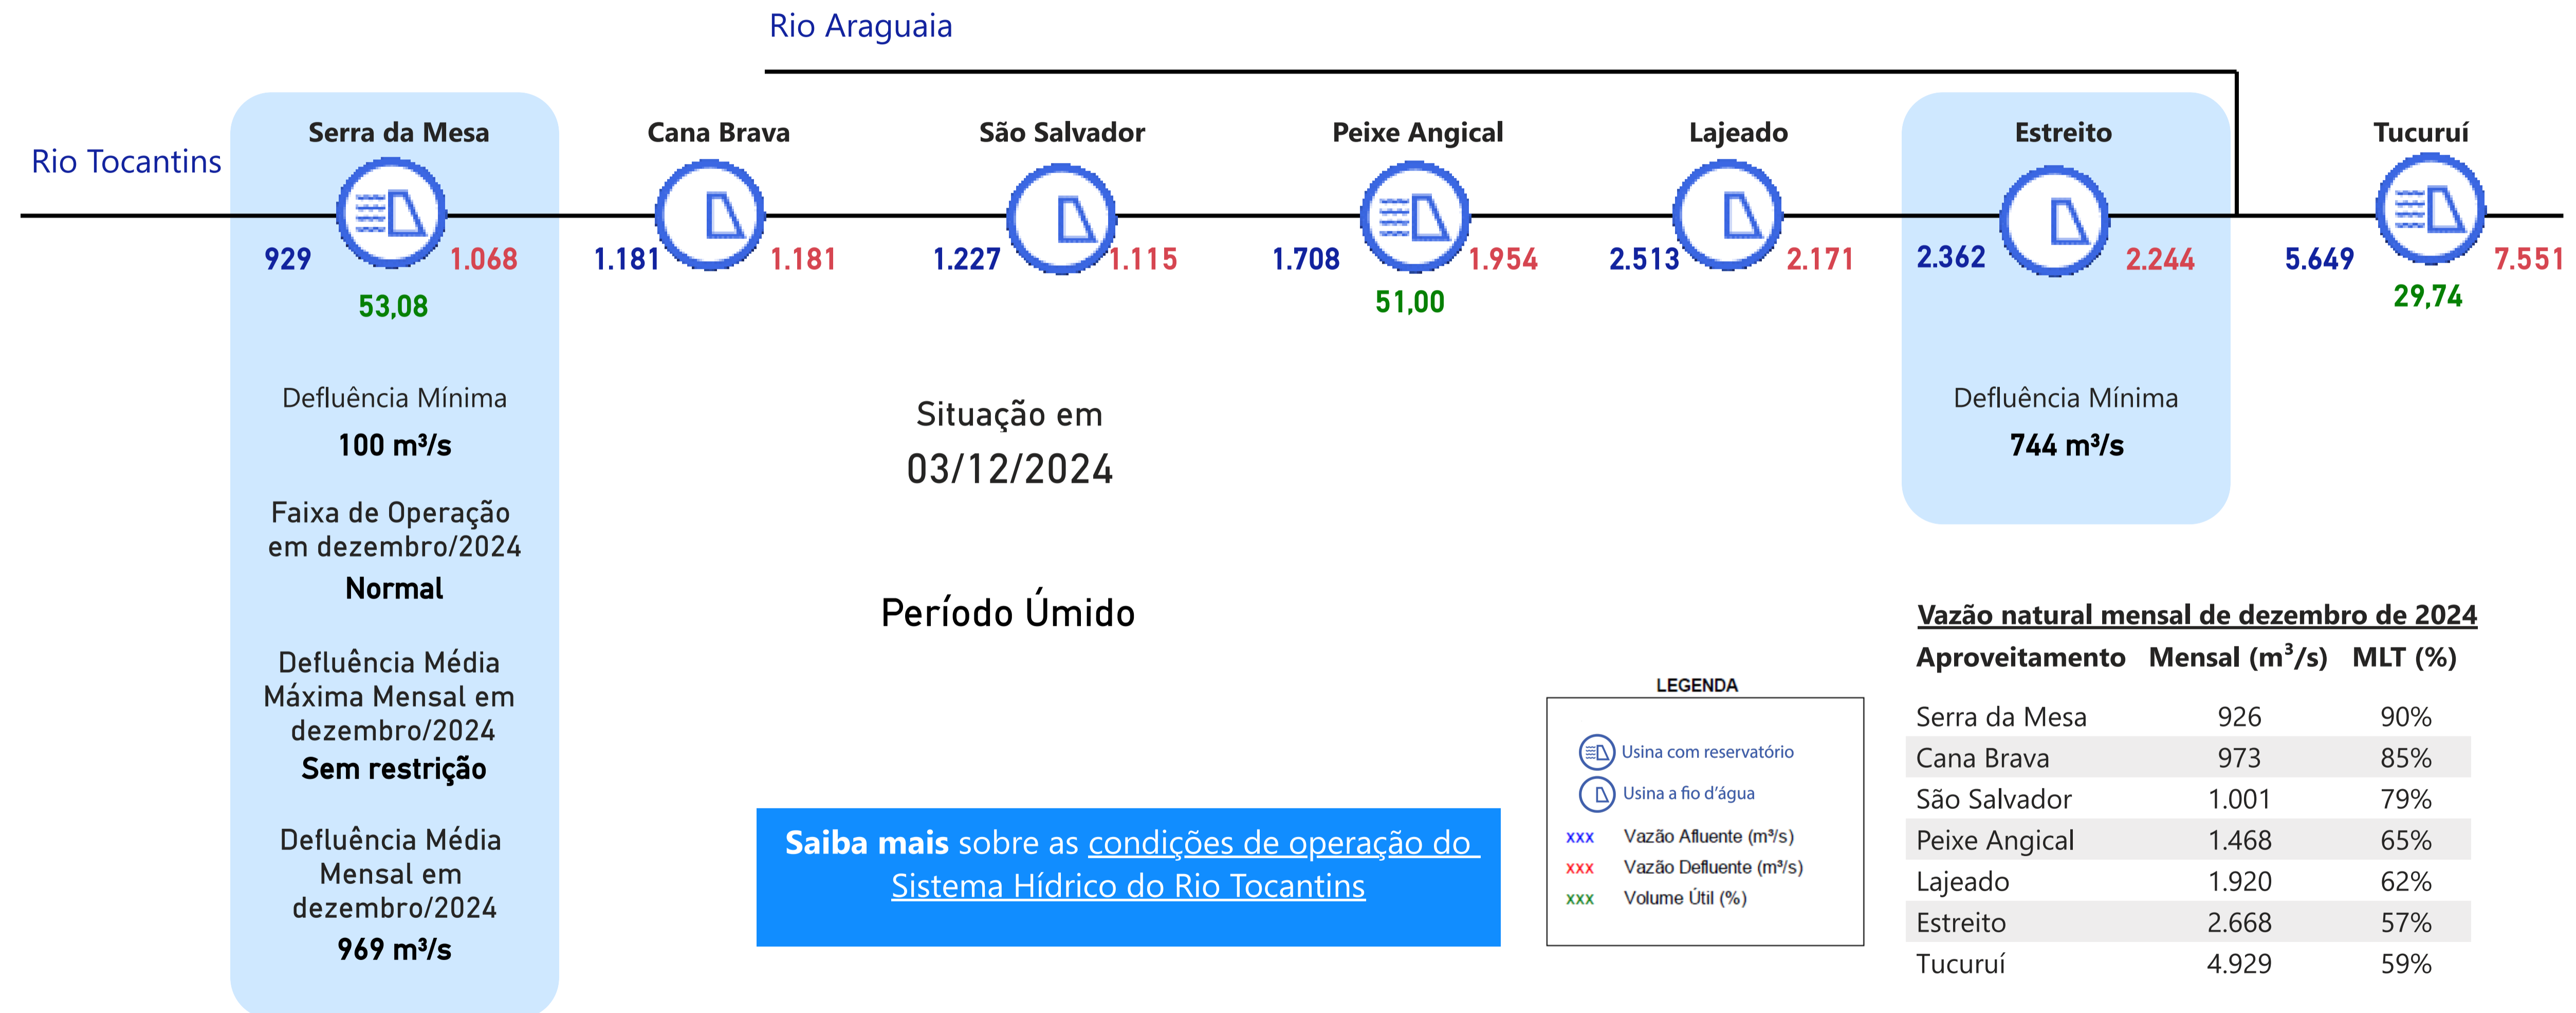 Rio Araguaia
Rio Tocantins
Serra da Mesa
Cana Brava
São Salvador
Peixe Angical
Lajeado
Estreito
Tucuruí
929 1.068
1.181 1.181
1.227 1.115
1.708 1.954
2.513 2.171
2.362 2.244
5.649 7.551
53,08
51,00
29,74
Defluência Mínima
100 m³/s
Faixa de Operação
em dezembro/2024
Normal
Defluência Média
Máxima Mensal em
dezembro/2024
Sem restrição
Defluência Média
Mensal em
dezembro/2024
969 m³/s
Situação em
03/12/2024
Período Úmido
Saiba mais sobre as condições de operação do
Sistema Hídrico do Rio Tocantins
Defluência Mínima
744 m³/s
LEGENDA
Usina com reservatório
Usina a fio d'água
xxx Vazão Afluente (m³/s)
xxx Vazão Defluente (m³/s)
xxx Volume Útil (%)
Vazão natural mensal de dezembro de 2024
Aproveitamento Mensal (m³/s) MLT (%)
Serra da Mesa 926 90%
Cana Brava 973 85%
São Salvador 1.001 79%
Peixe Angical 1.468 65%
Lajeado 1.920 62%
Estreito 2.668 57%
Tucuruí 4.929 59%